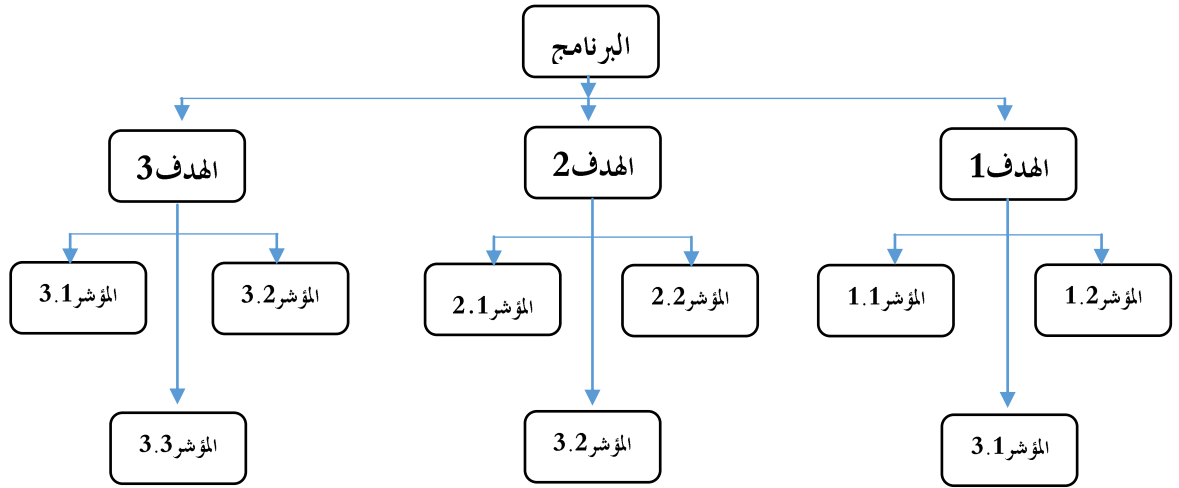 البرنامج
الهدف1
الهدف2
الهدف3
المؤشر1.2
المؤشر1.1
المؤشر2.2
المؤشر2.1
المؤشر3.2
المؤشر3.1
المؤشر3.1
المؤشر3.2
المؤشر3.3